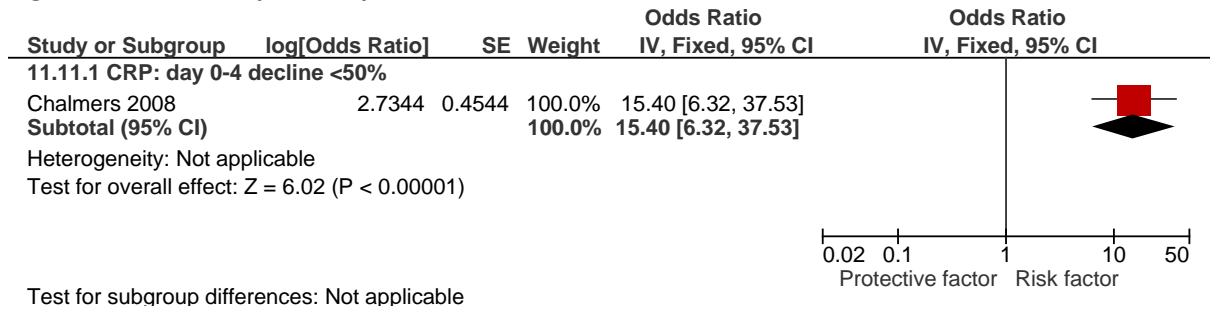 Odds Ratio Odds Ratio
Study or Subgroup log[Odds Ratio] SE Weight IV, Fixed, 95% CI IV, Fixed, 95% CI
11.11.1 CRP: day 0-4 decline <50%
Chalmers 2008 2.7344 0.4544 100.0% 15.40 [6.32, 37.53]
Subtotal (95% CI) 100.0% 15.40 [6.32, 37.53]
Heterogeneity: Not applicable
Test for overall effect: Z = 6.02 (P < 0.00001)
0.02 0.1 1 10 50
Protective factor Risk factor
Test for subgroup differences: Not applicable